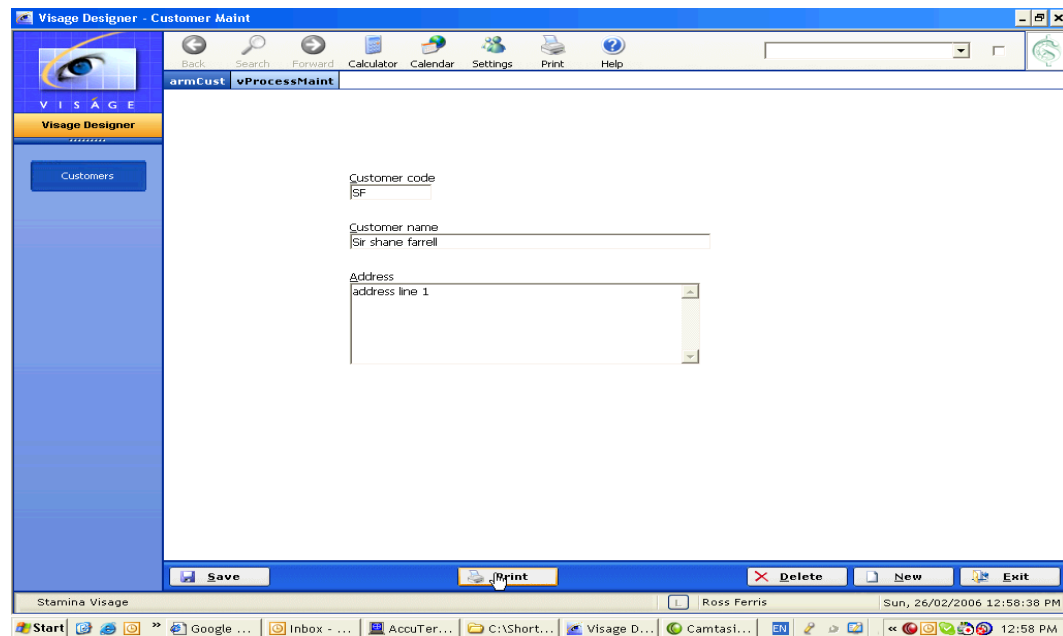 Visage Designer - Customer Maint
Back Search Forward Calculator Calendar Settings Print Help
armCust vProcessMaint
VISÁGE
Visage Designer
Customers
Customer code
SF
Customer name
Sir shane farrell
Address
address line 1
Save Print Delete New Exit
Stamina Visage L Ross Ferris Sun, 26/02/2006 12:58:38 PM
Start » Google ... Inbox - ... AccuTer... C:\Short... Visage D... Camtasi... EN « 12:58 PM